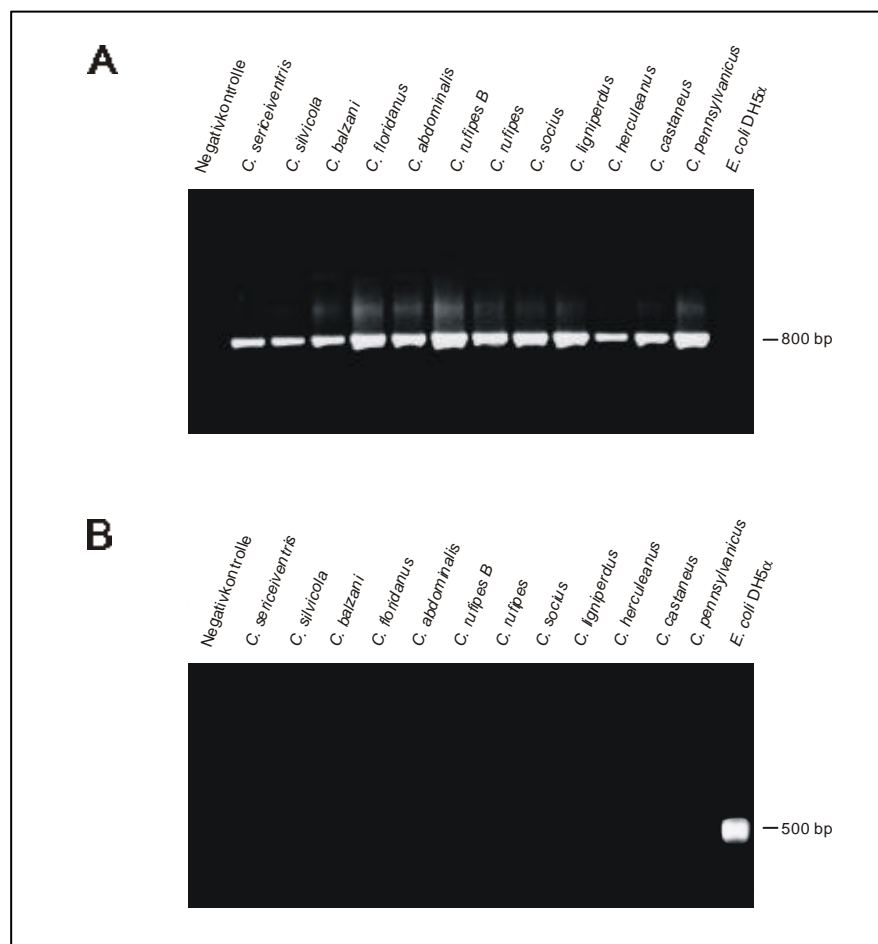 A
Negativkontrolle
C. sericeiventris
C. silvicola
C. balzani
C. floridanus
C. abdominalis
C. rufipes B
C. rufipes
C. socius
C. ligniperdus
C. herculeanus
C. castaneus
C. pennsylvanicus
E. coli DH5α
800 bp
B
Negativkontrolle
C. sericeiventris
C. silvicola
C. balzani
C. floridanus
C. abdominalis
C. rufipes B
C. rufipes
C. socius
C. ligniperdus
C. herculeanus
C. castaneus
C. pennsylvanicus
E. coli DH5α
500 bp